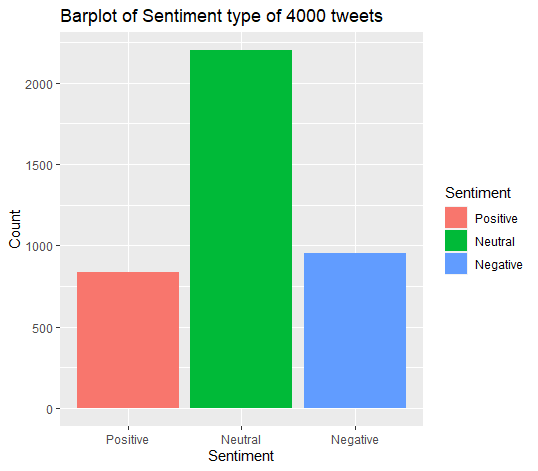 Barplot of Sentiment type of 4000 tweets
2000
1500
1000
500
0
Count
Positive Neutral Negative
Sentiment
Sentiment
Positive
Neutral
Negative